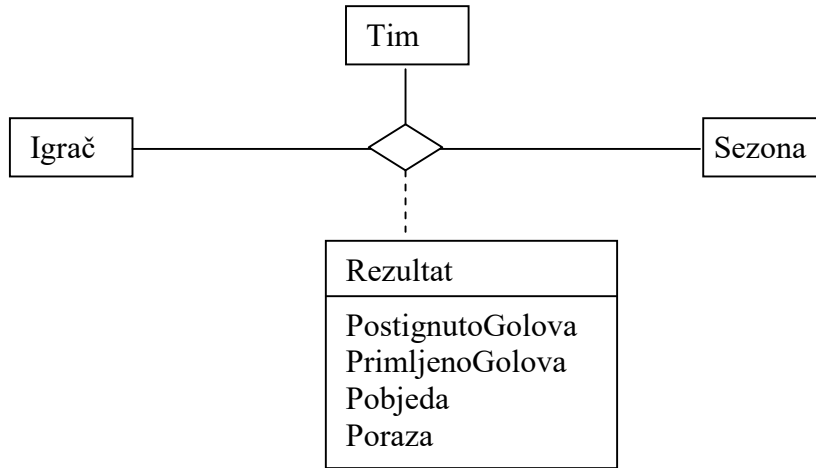 Tim
Igrač
Sezona
Rezultat
PostignutoGolova
PrimljenoGolova
Pobjeda
Poraza